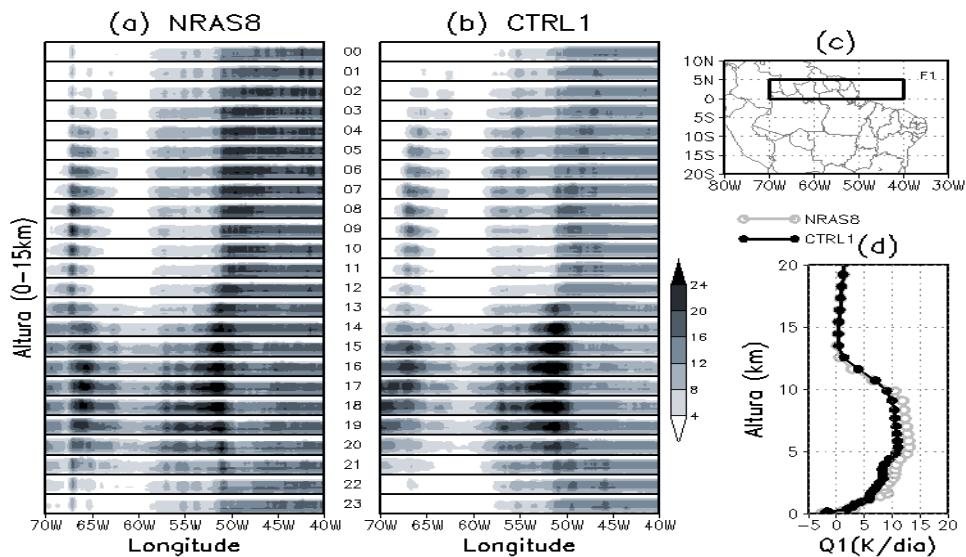 (a) NRAS8
(b) CTRL1
(c)
Altura (0-15km)
00
01
02
03
04
05
06
07
08
09
10
11
12
13
14
15
16
17
18
19
20
21
22
23
70W 65W 60W 55W 50W 45W 40W
Longitude
70W 65W 60W 55W 50W 45W 40W
Longitude
24
20
16
12
8
4
10N
5N
0
5S
10S
15S
20S
F1
80W 70W 60W 50W 40W 30W
NRAS8
CTRL1
(d)
Altura (km)
20
15
10
5
0
-5 0 5 10 15 20
Q1(K/dia)